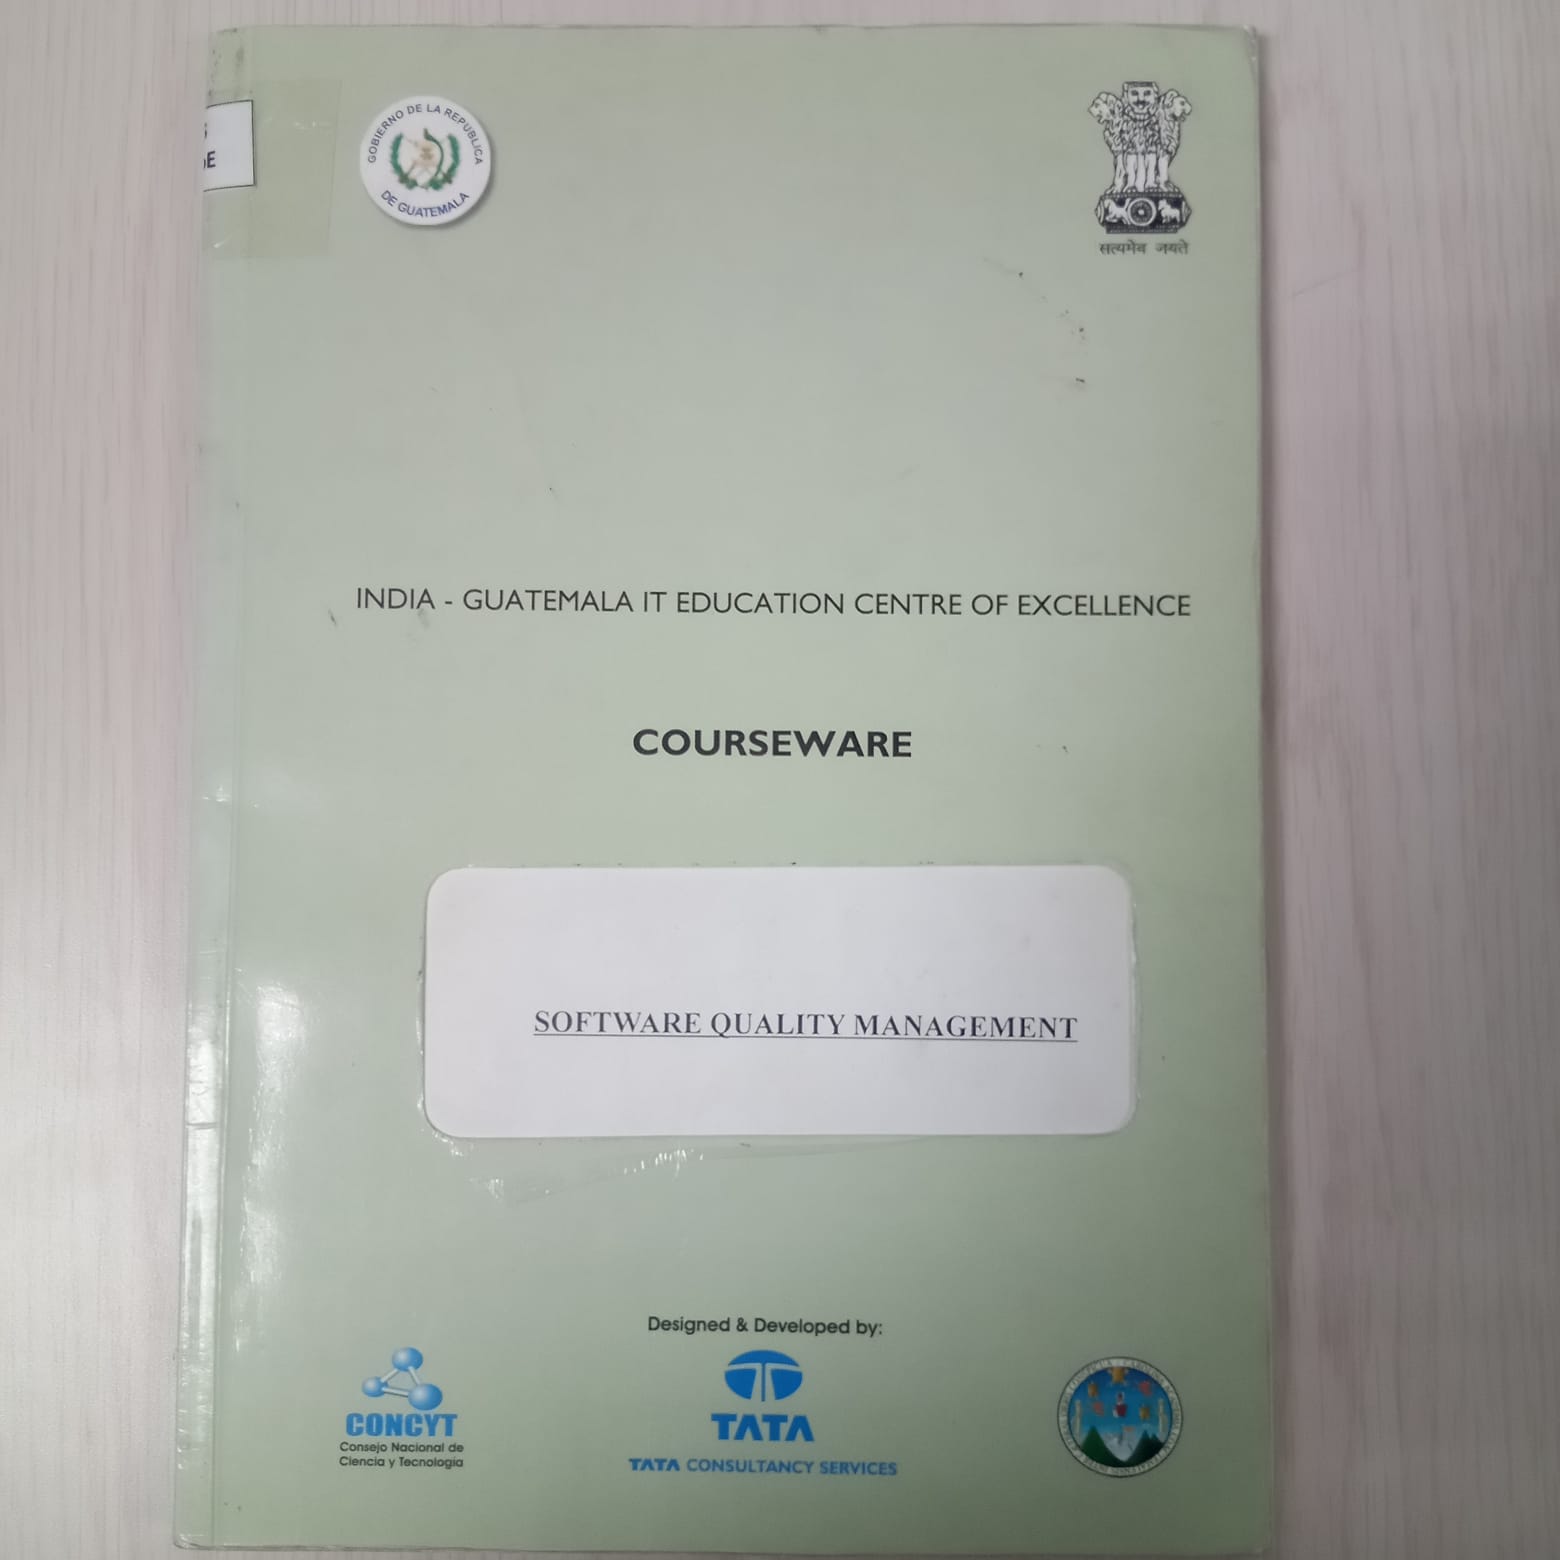 GOBIERNO DE LA REPUBLICA
DE GUATEMALA
सत्यमेव जयते
INDIA - GUATEMALA IT EDUCATION CENTRE OF EXCELLENCE
COURSEWARE
SOFTWARE QUALITY MANAGEMENT
Designed & Developed by:
CONCYT
Consejo Nacional de
Ciencia y Tecnología
TATA
TATA CONSULTANCY SERVICES